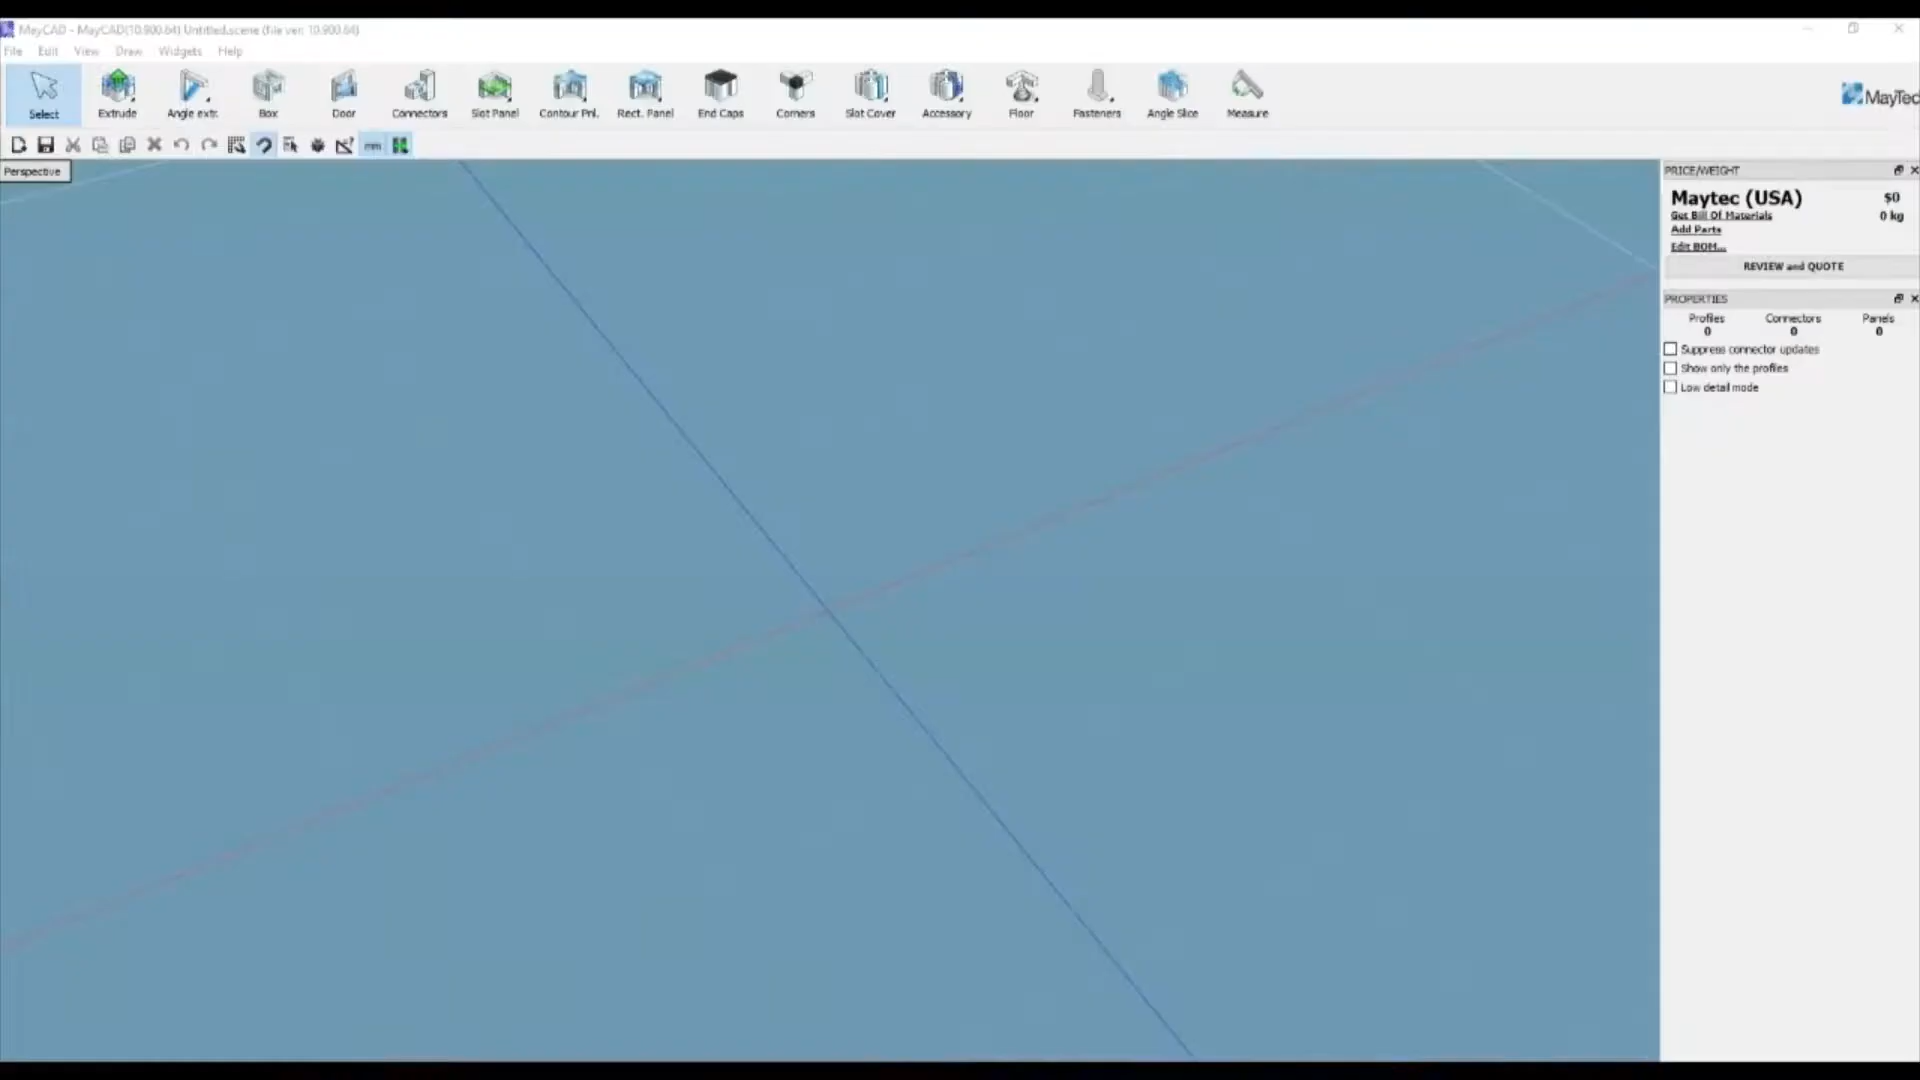 MayCAD - MayCAD(10.900.64) Untitled.scene (file ver: 10.900.64)
File Edit View Draw Widgets Help
Select Extrude Angle extr. Box Door Connectors Slot Panel Contour Pnl. Rect. Panel End Caps Corners Slot Cover Accessory Floor Fasteners Angle Slice Measure
MayTec
mm
Perspective
PRICE/WEIGHT
Maytec (USA) $0
Get Bill Of Materials 0 kg
Add Parts
Edit BOM...
REVIEW and QUOTE
PROPERTIES
Profiles Connectors Panels
0 0 0
Suppress connector updates
Show only the profiles
Low detail mode